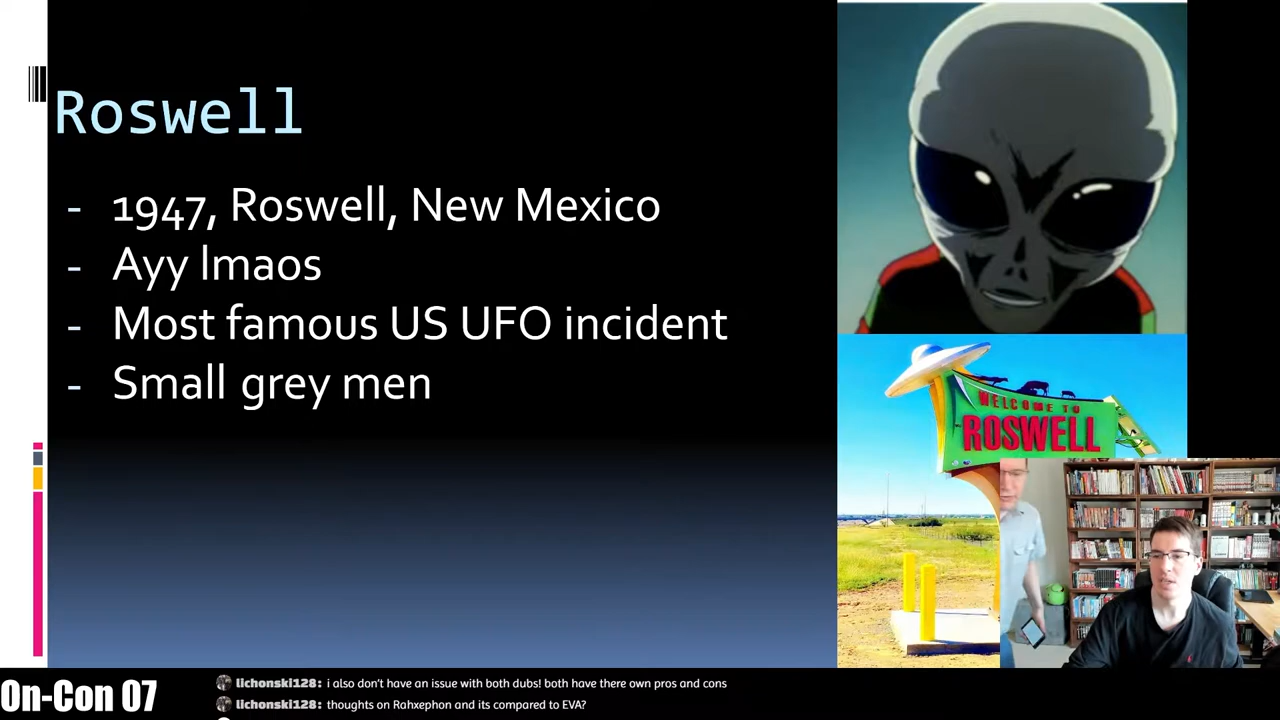 Roswell
- 1947, Roswell, New Mexico
- Ayy lmaos
- Most famous US UFO incident
- Small grey men
WELCOME TO
ROSWELL
On-Con 07
lichonski128: i also don't have an issue with both dubs! both have there own pros and cons
lichonski128: thoughts on Rahxephon and its compared to EVA?